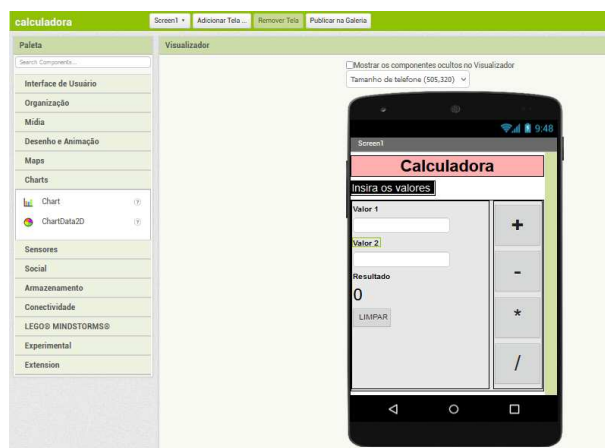 calculadora
Screen1 Adicionar Tela ... Remover Tela Publicar na Galeria
Paleta
Visualizador
Search Components...
Interface de Usuário
Organização
Mídia
Desenho e Animação
Maps
Charts
Chart
ChartData2D
Sensores
Social
Armazenamento
Conectividade
LEGO® MINDSTORMS®
Experimental
Extension
Mostrar os componentes ocultos no Visualizador
Tamanho de telefone (505,320)
9:48
Screen1
Calculadora
Insira os valores
Valor 1
Valor 2
Resultado
0
LIMPAR
+
-
*
/